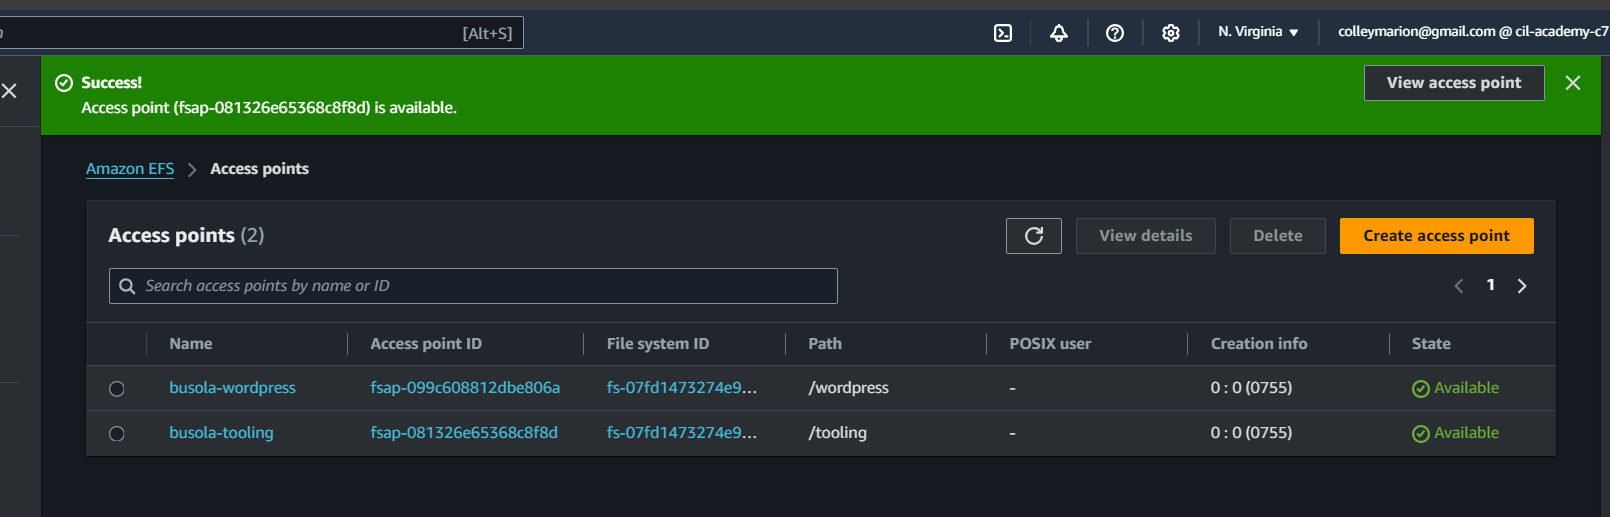 [Alt+S]
N. Virginia
colleymarion@gmail.com @ cil-academy-c7
Success!
Access point (fsap-081326e65368c8f8d) is available.
View access point
Amazon EFS > Access points
Access points (2)
View details
Delete
Create access point
Search access points by name or ID
1
Name Access point ID File system ID Path POSIX user Creation info State
busola-wordpress fsap-099c608812dbe806a fs-07fd1473274e9... /wordpress - 0 : 0 (0755) Available
busola-tooling fsap-081326e65368c8f8d fs-07fd1473274e9... /tooling - 0 : 0 (0755) Available